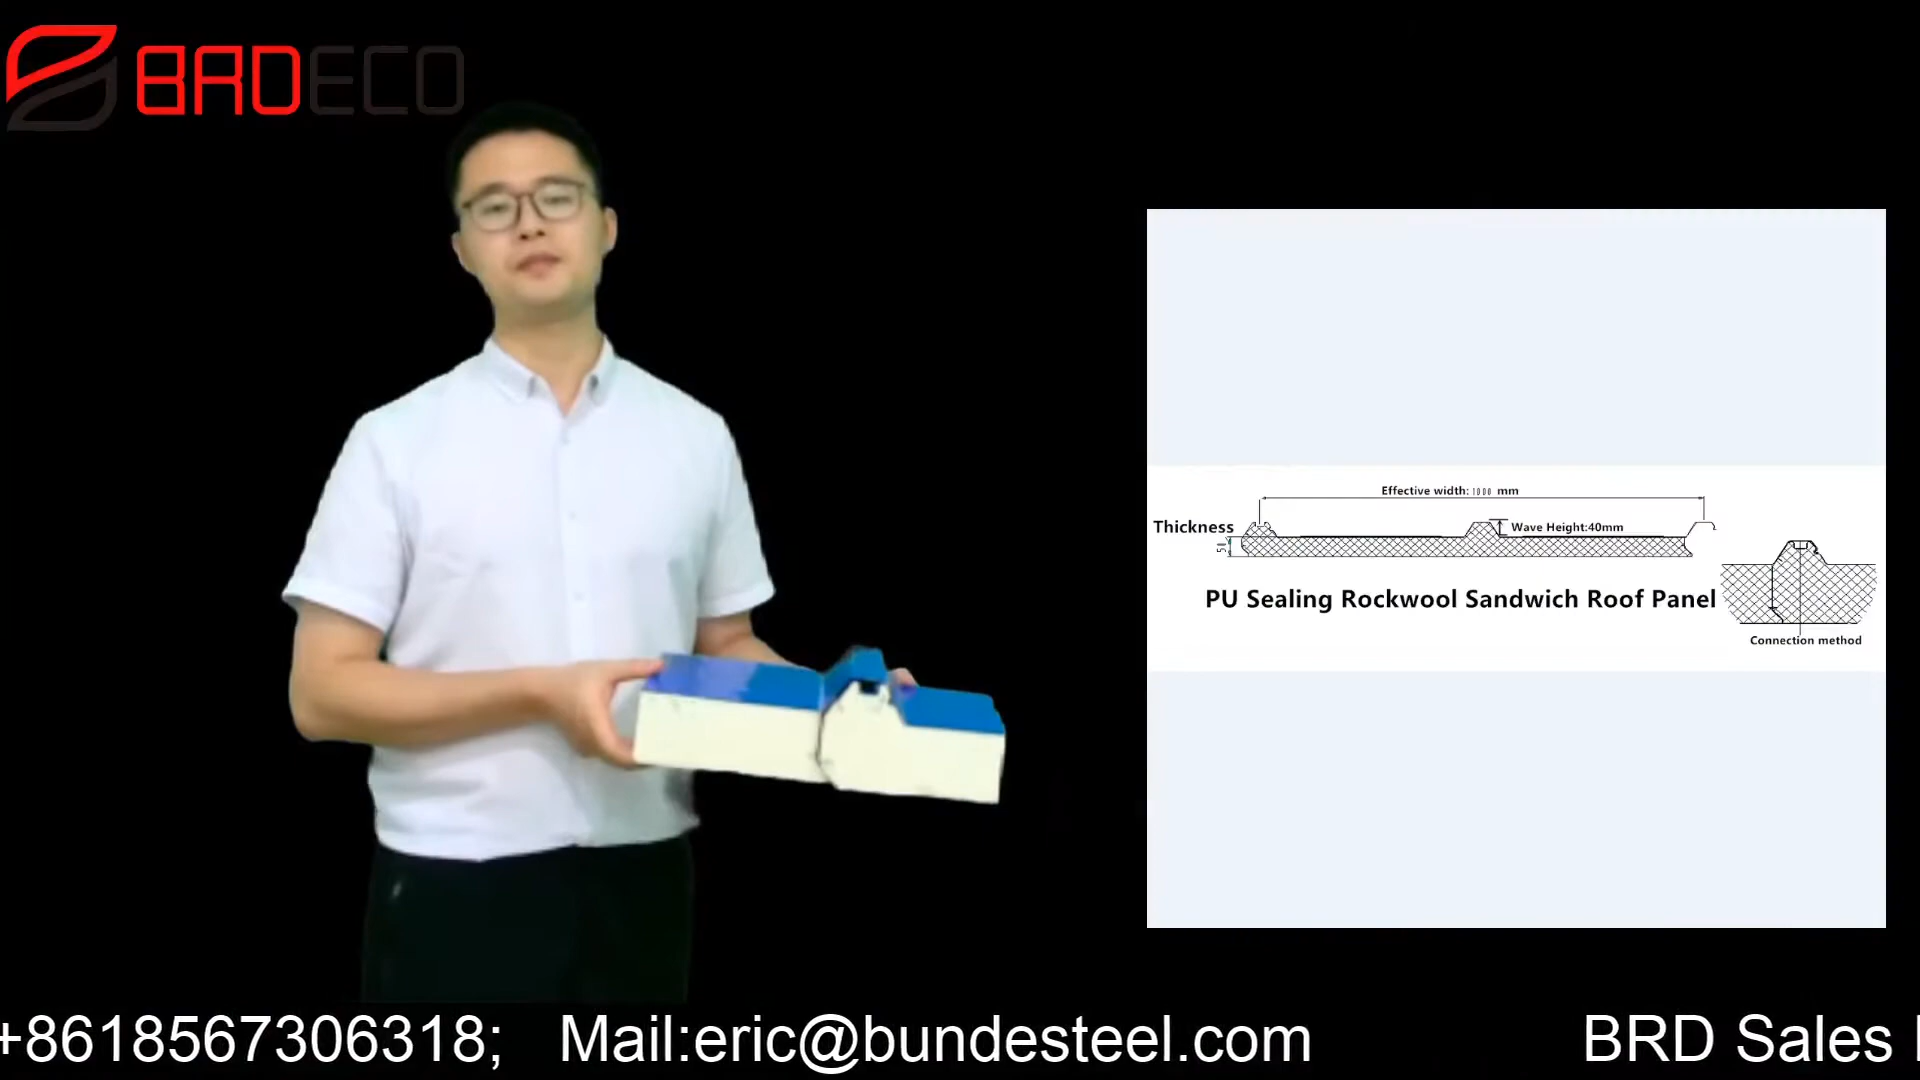 BRDECO
Effective width: 1000 mm
Thickness
Wave Height:40mm
50
PU Sealing Rockwool Sandwich Roof Panel
Connection method
+8618567306318; Mail:eric@bundesteel.com BRD Sales